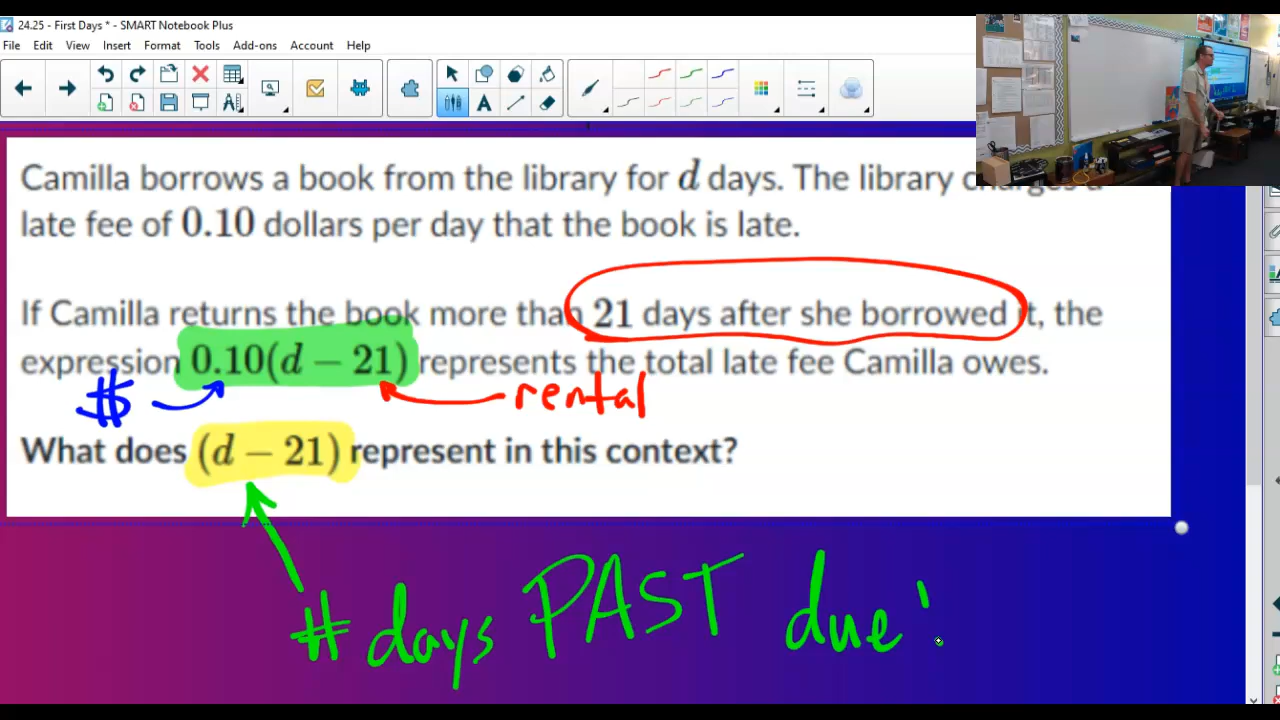 24.25 - First Days * - SMART Notebook Plus
File Edit View Insert Format Tools Add-ons Account Help
Camilla borrows a book from the library for d days. The library charges a
late fee of 0.10 dollars per day that the book is late.
If Camilla returns the book more than 21 days after she borrowed it, the
expression 0.10(d − 21) represents the total late fee Camilla owes.
$ rental
What does (d − 21) represent in this context?
# days PAST due!